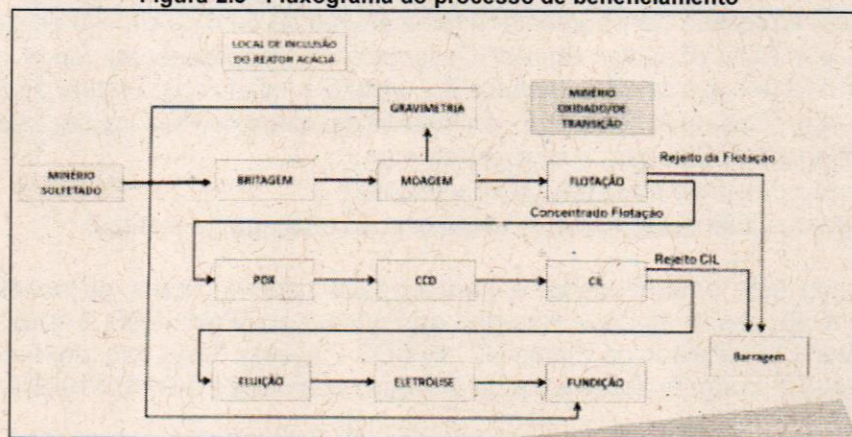 Figura 2.5 - Fluxograma do processo de beneficiamento
LOCAL DE INCLUSÃO
DO REATOR ACÁCIA
GRAVIMETRIA
MINÉRIO
OXIDADO/DE
TRANSIÇÃO
Rejeito da Flotação
MINÉRIO
SULFETADO
BRITAGEM
MOAGEM
FLOTAÇÃO
Concentrado Flotação
Rejeito CIL
POX
CCD
CIL
Barragem
ELUIÇÃO
ELETRÓLISE
FUNDIÇÃO